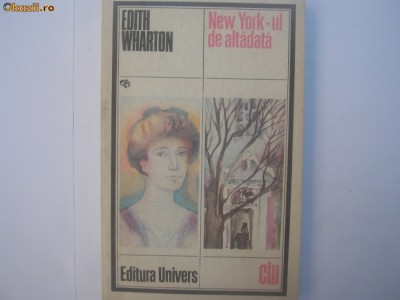 Okazii.ro
EDITH
WHARTON
New York-ul
de altădată
Editura Univers
clu